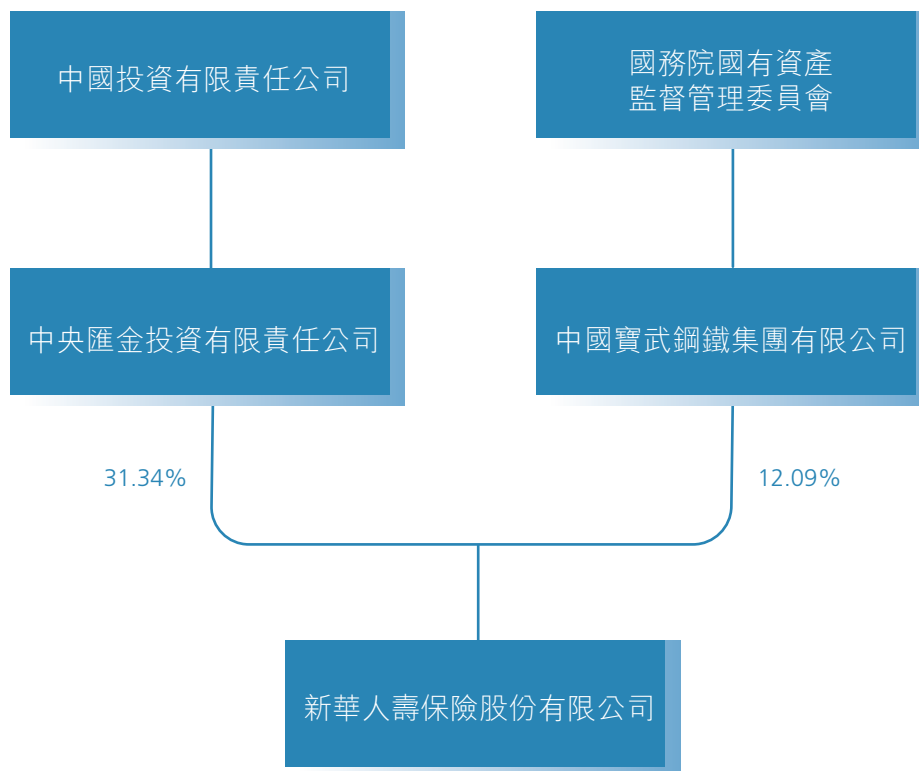 中國投資有限責任公司
國務院國有資產
監督管理委員會
中央匯金投資有限責任公司
中國寶武鋼鐵集團有限公司
31.34%
12.09%
新華人壽保險股份有限公司